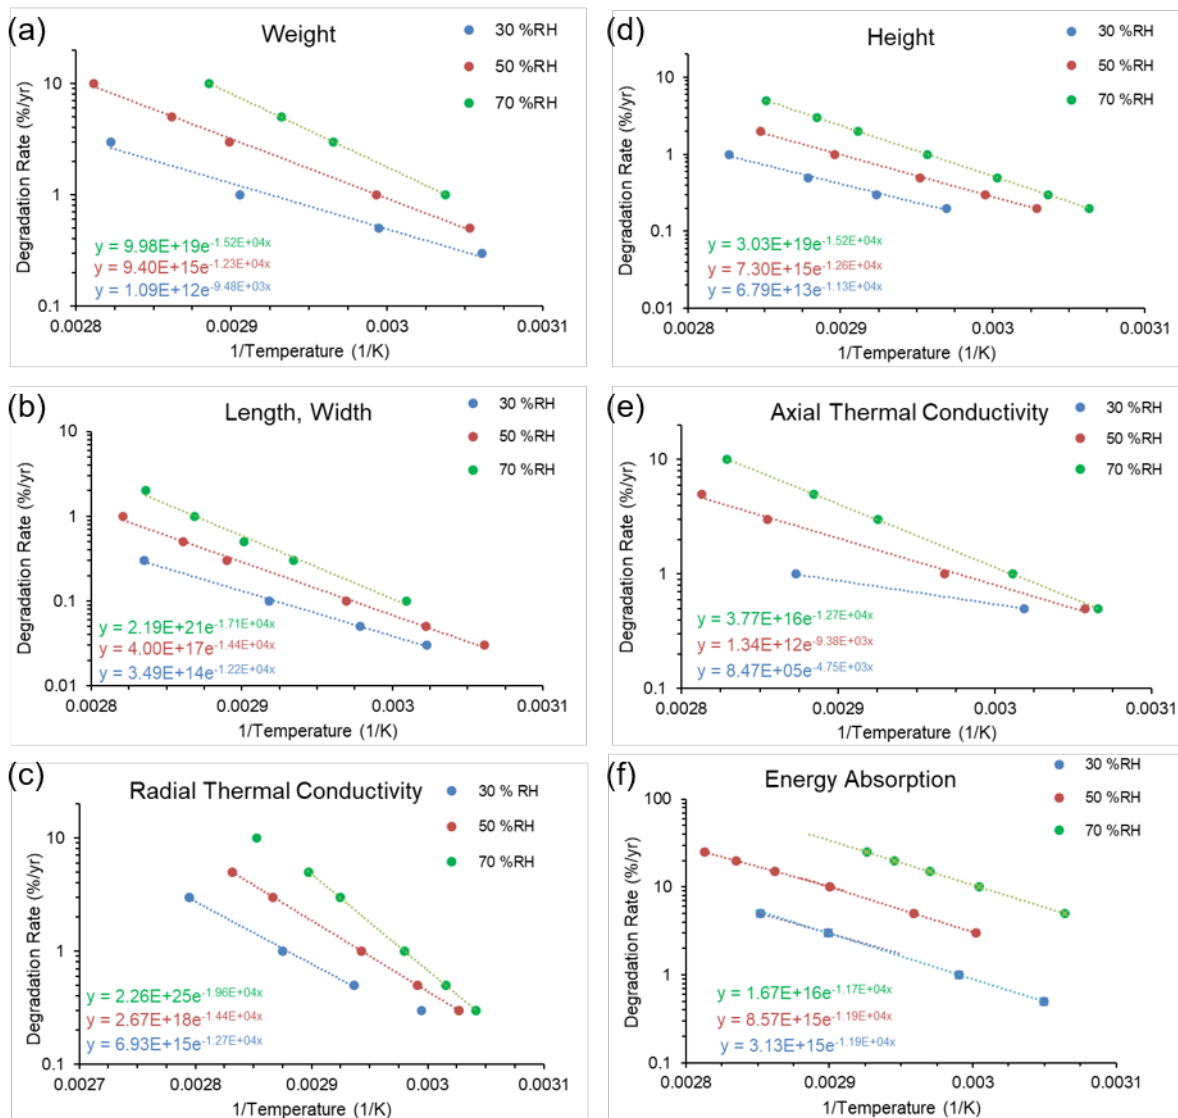 (a)
Weight
30 %RH
50 %RH
70 %RH
Degradation Rate (%/yr)
10
1
0.1
y = 9.98E+19e^-1.52E+04x
y = 9.40E+15e^-1.23E+04x
y = 1.09E+12e^-9.48E+03x
0.0028 0.0029 0.003 0.0031
1/Temperature (1/K)
(b)
Length, Width
30 %RH
50 %RH
70 %RH
Degradation Rate (%/yr)
10
1
0.1
0.01
y = 2.19E+21e^-1.71E+04x
y = 4.00E+17e^-1.44E+04x
y = 3.49E+14e^-1.22E+04x
0.0028 0.0029 0.003 0.0031
1/Temperature (1/K)
(c)
Radial Thermal Conductivity
30 % RH
50 %RH
70 %RH
Degradation Rate (%/yr)
10
1
0.1
y = 2.26E+25e^-1.96E+04x
y = 2.67E+18e^-1.44E+04x
y = 6.93E+15e^-1.27E+04x
0.0027 0.0028 0.0029 0.003 0.0031
1/Temperature (1/K)
(d)
Height
30 %RH
50 %RH
70 %RH
Degradation Rate (%/yr)
10
1
0.1
0.01
y = 3.03E+19e^-1.52E+04x
y = 7.30E+15e^-1.26E+04x
y = 6.79E+13e^-1.13E+04x
0.0028 0.0029 0.003 0.0031
1/Temperature (1/K)
(e)
Axial Thermal Conductivity
30 %RH
50 %RH
70 %RH
Degradation Rate (%/yr)
10
1
0.1
y = 3.77E+16e^-1.27E+04x
y = 1.34E+12e^-9.38E+03x
y = 8.47E+05e^-4.75E+03x
0.0028 0.0029 0.003 0.0031
1/Temperature (1/K)
(f)
Energy Absorption
30 %RH
50 %RH
70 %RH
Degradation Rate (%/yr)
100
10
1
0.1
y = 1.67E+16e^-1.17E+04x
y = 8.57E+15e^-1.19E+04x
y = 3.13E+15e^-1.19E+04x
0.0028 0.0029 0.003 0.0031
1/Temperature (1/K)